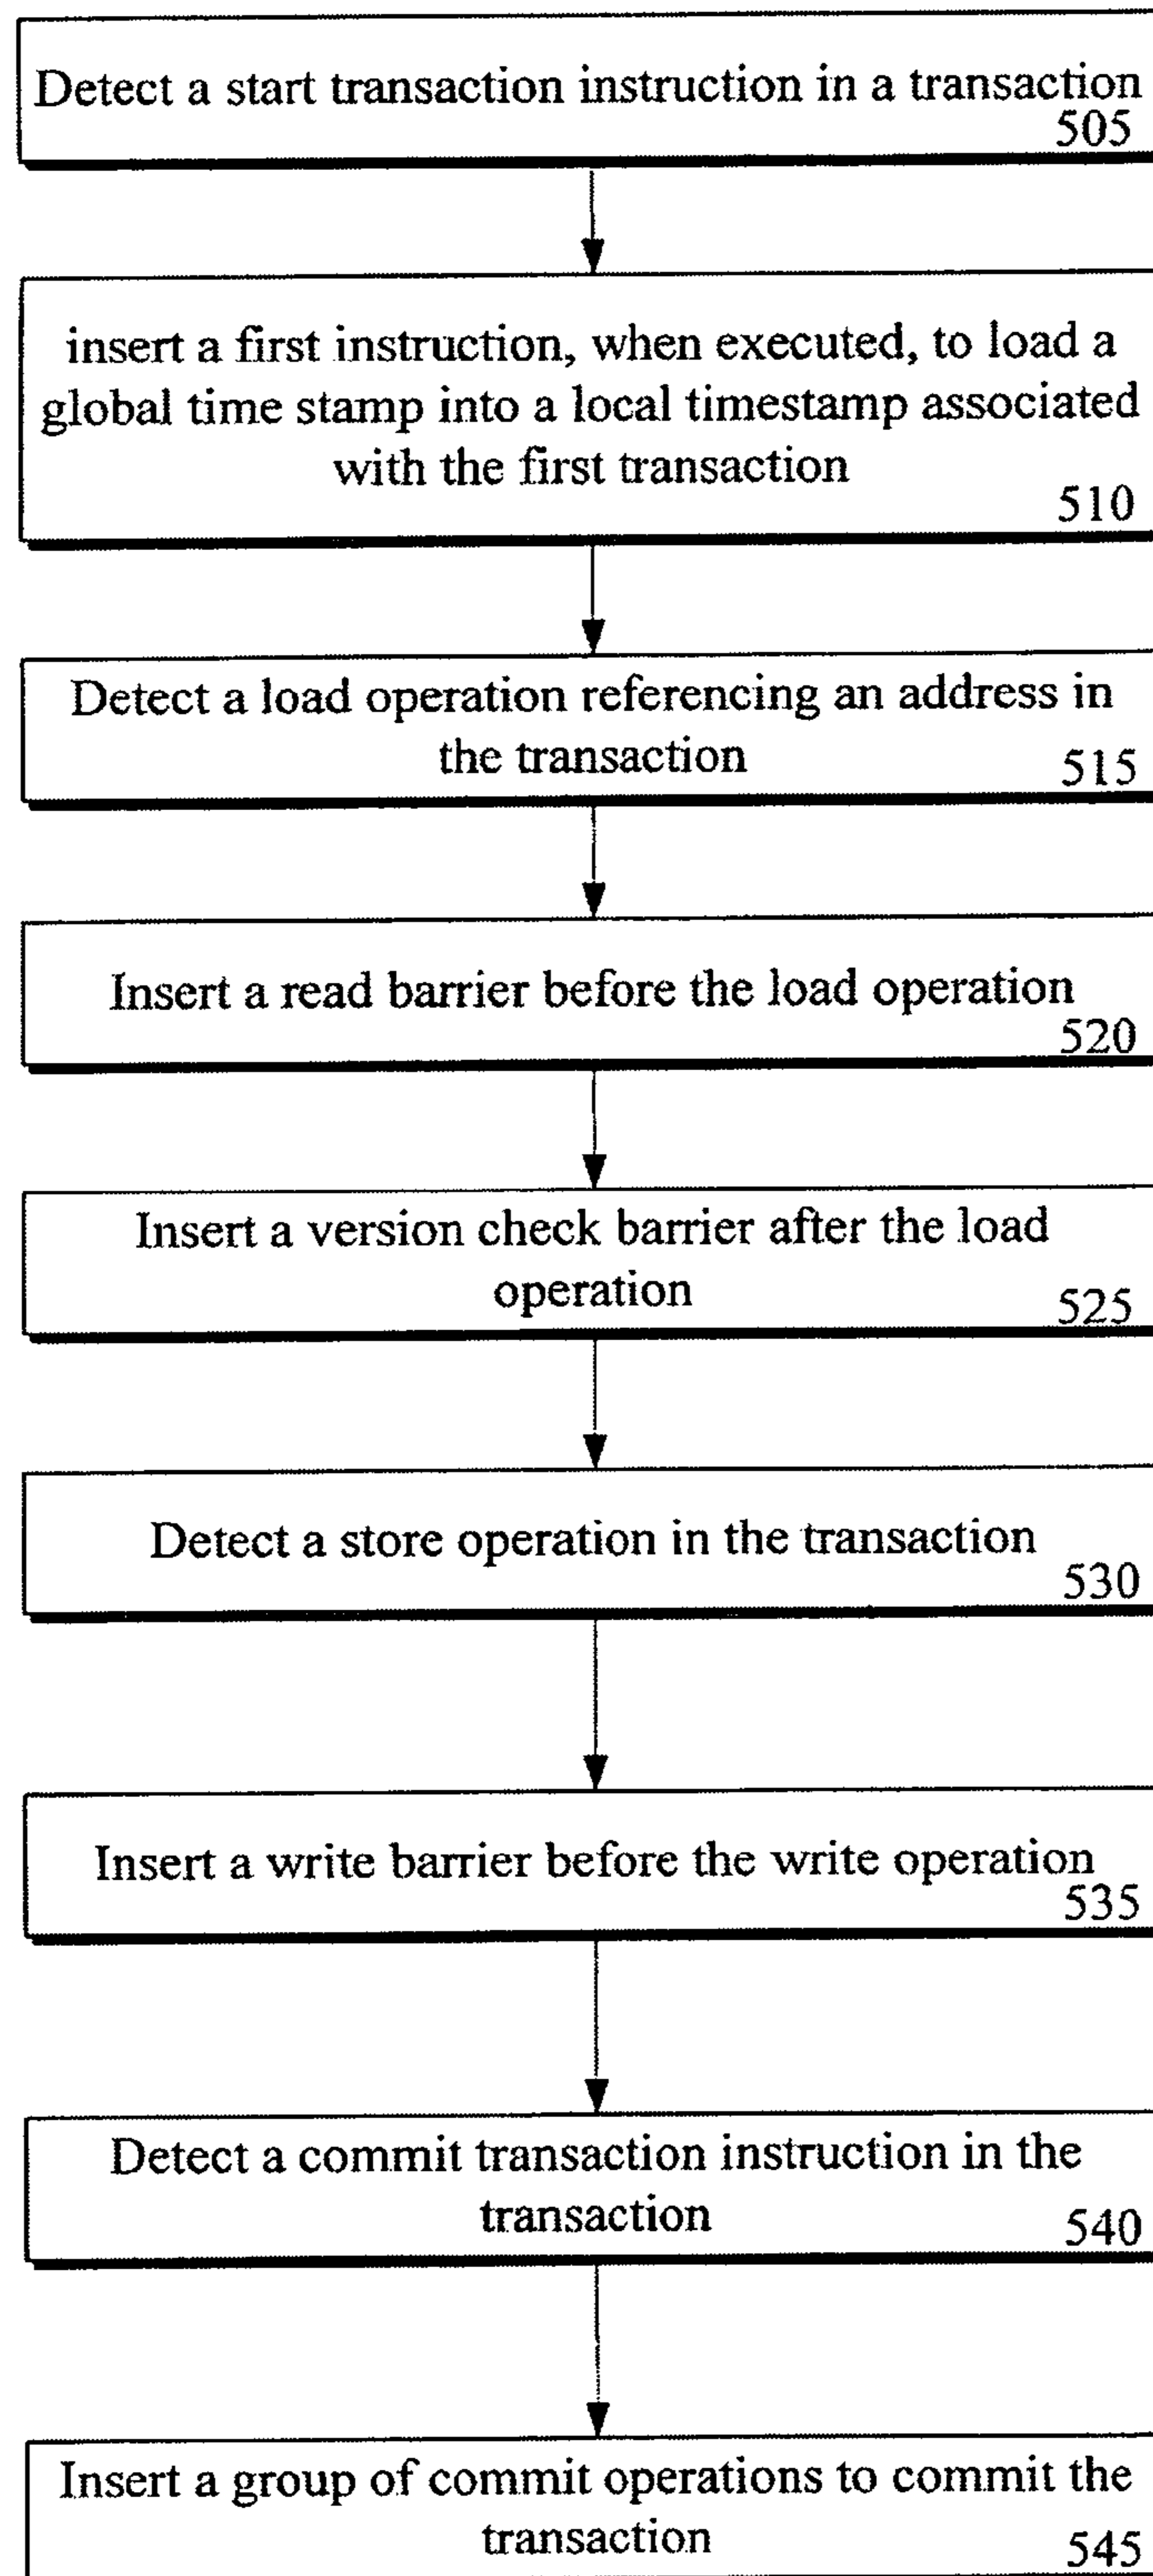 Detect a start transaction instruction in a transaction
505
insert a first instruction, when executed, to load a
global time stamp into a local timestamp associated
with the first transaction
510
Detect a load operation referencing an address in
the transaction
515
Insert a read barrier before the load operation
520
Insert a version check barrier after the load
operation
525
Detect a store operation in the transaction
530
Insert a write barrier before the write operation
535
Detect a commit transaction instruction in the
transaction
540
Insert a group of commit operations to commit the
transaction
545